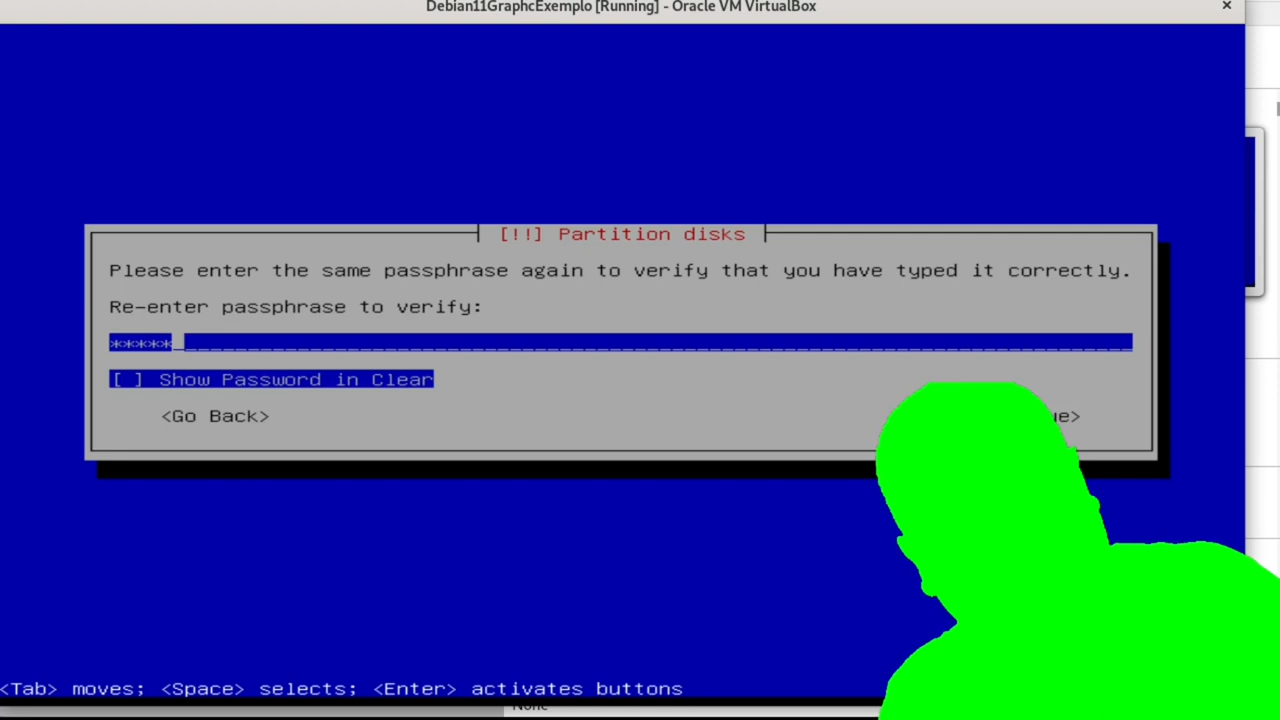 Debian11GraphcExemplo [Running] - Oracle VM VirtualBox
[!!] Partition disks
Please enter the same passphrase again to verify that you have typed it correctly.
Re-enter passphrase to verify:
*****
[ ] Show Password in Clear
<Go Back>
<Tab> moves; <Space> selects; <Enter> activates buttons
None